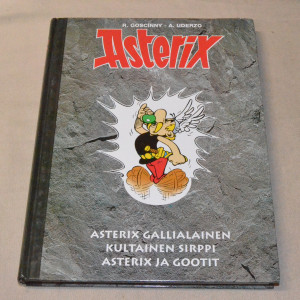 R. GOSCINNY - A. UDERZO
Asterix
ASTERIX GALLIALAINEN
KULTAINEN SIRPPI
ASTERIX JA GOOTIT